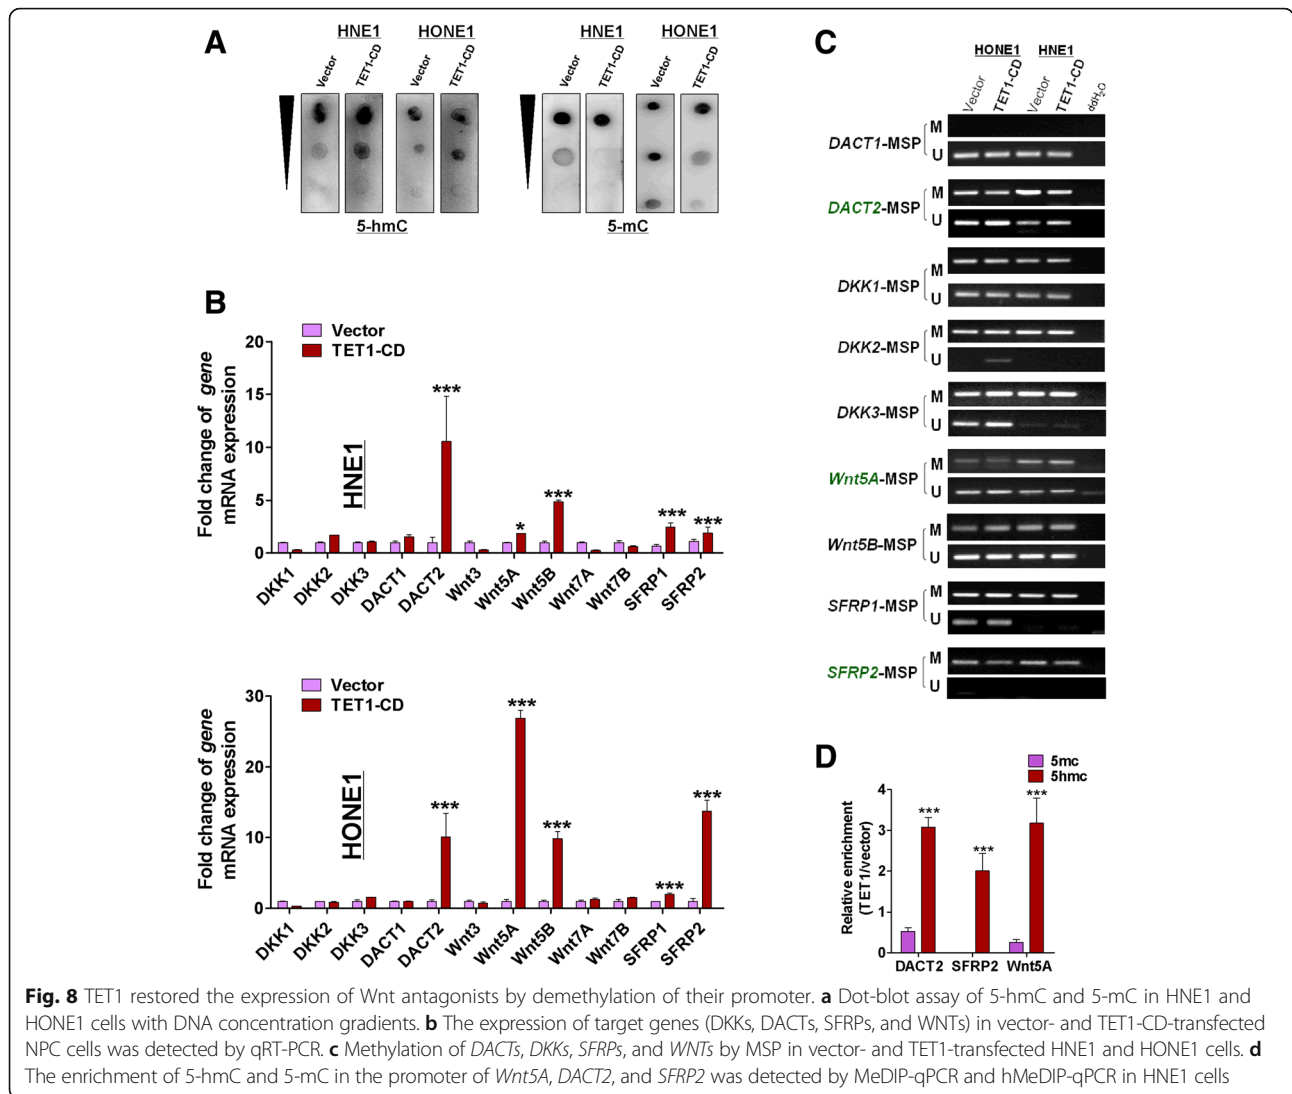 A
HNE1 HONE1
Vector TET1-CD Vector TET1-CD
5-hmC
HNE1 HONE1
Vector TET1-CD Vector TET1-CD
5-mC
B
Vector
TET1-CD
Fold change of gene
mRNA expression
20
15
10
5
0
HNE1
***
*
***
***
***
DKK1 DKK2 DKK3 DACT1 DACT2 Wnt3 Wnt5A Wnt5B Wnt7A Wnt7B SFRP1 SFRP2
Vector
TET1-CD
Fold change of gene
mRNA expression
30
20
10
0
HONE1
***
***
***
***
***
DKK1 DKK2 DKK3 DACT1 DACT2 Wnt3 Wnt5A Wnt5B Wnt7A Wnt7B SFRP1 SFRP2
C
HONE1 HNE1
Vector TET1-CD Vector TET1-CD ddH2O
DACT1-MSP M
U
DACT2-MSP M
U
DKK1-MSP M
U
DKK2-MSP M
U
DKK3-MSP M
U
Wnt5A-MSP M
U
Wnt5B-MSP M
U
SFRP1-MSP M
U
SFRP2-MSP M
U
D
5mc
5hmc
Relative enrichment
(TET1/vector)
4
3
2
1
0
***
***
***
DACT2 SFRP2 Wnt5A
Fig. 8 TET1 restored the expression of Wnt antagonists by demethylation of their promoter. a Dot-blot assay of 5-hmC and 5-mC in HNE1 and
HONE1 cells with DNA concentration gradients. b The expression of target genes (DKKs, DACTs, SFRPs, and WNTs) in vector- and TET1-CD-transfected
NPC cells was detected by qRT-PCR. c Methylation of DACTs, DKKs, SFRPs, and WNTs by MSP in vector- and TET1-transfected HNE1 and HONE1 cells. d
The enrichment of 5-hmC and 5-mC in the promoter of Wnt5A, DACT2, and SFRP2 was detected by MeDIP-qPCR and hMeDIP-qPCR in HNE1 cells